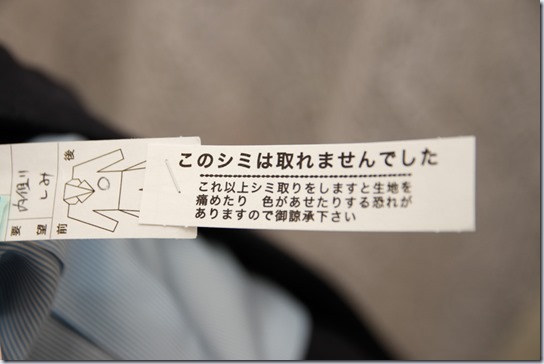 このシミは取れませんでした
これ以上シミ取りをしますと生地を
痛めたり　色があせたりする恐れが
ありますので御諒承下さい
後
前
要望
内側
しみ